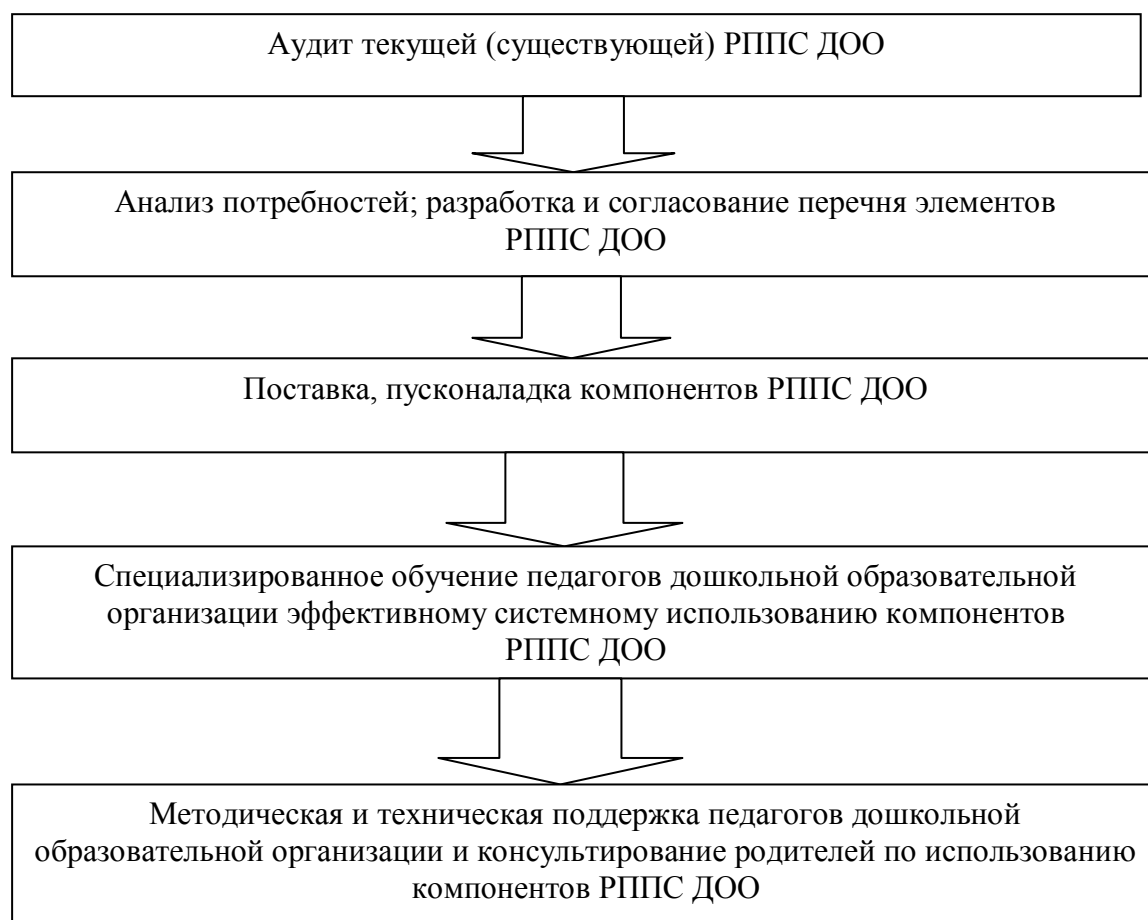 Аудит текущей (существующей) РППС ДОО
Анализ потребностей; разработка и согласование перечня элементов
РППС ДОО
Поставка, пусконаладка компонентов РППС ДОО
Специализированное обучение педагогов дошкольной образовательной
организации эффективному системному использованию компонентов
РППС ДОО
Методическая и техническая поддержка педагогов дошкольной
образовательной организации и консультирование родителей по использованию
компонентов РППС ДОО